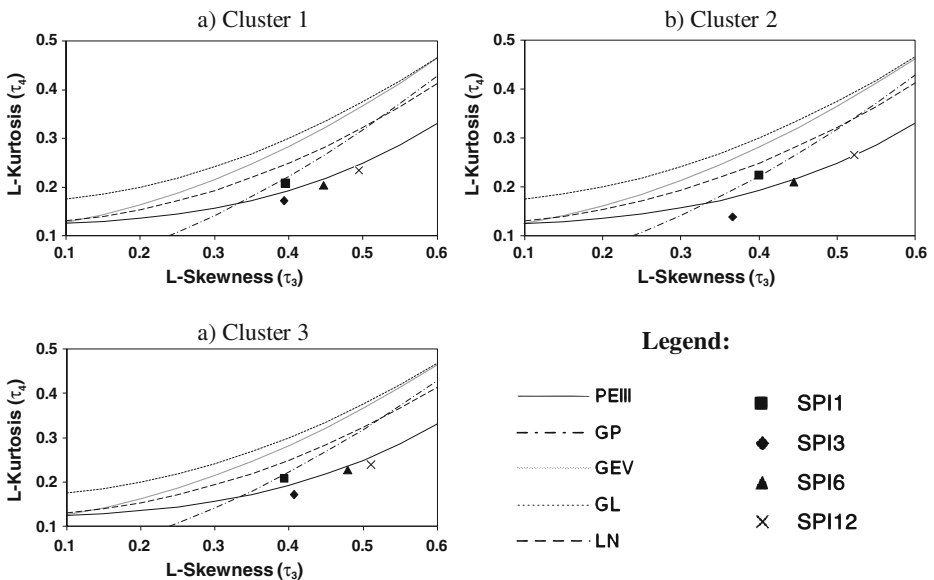 a) Cluster 1
0.5
0.4
0.3
0.2
0.1
L-Kurtosis (τ4)
0.1 0.2 0.3 0.4 0.5 0.6
L-Skewness (τ3)
b) Cluster 2
0.5
0.4
0.3
0.2
0.1
L-Kurtosis (τ4)
0.1 0.2 0.3 0.4 0.5 0.6
L-Skewness (τ3)
a) Cluster 3
0.5
0.4
0.3
0.2
0.1
L-Kurtosis (τ4)
0.1 0.2 0.3 0.4 0.5 0.6
L-Skewness (τ3)
Legend:
PEIII
GP
GEV
GL
LN
SPI1
SPI3
SPI6
SPI12